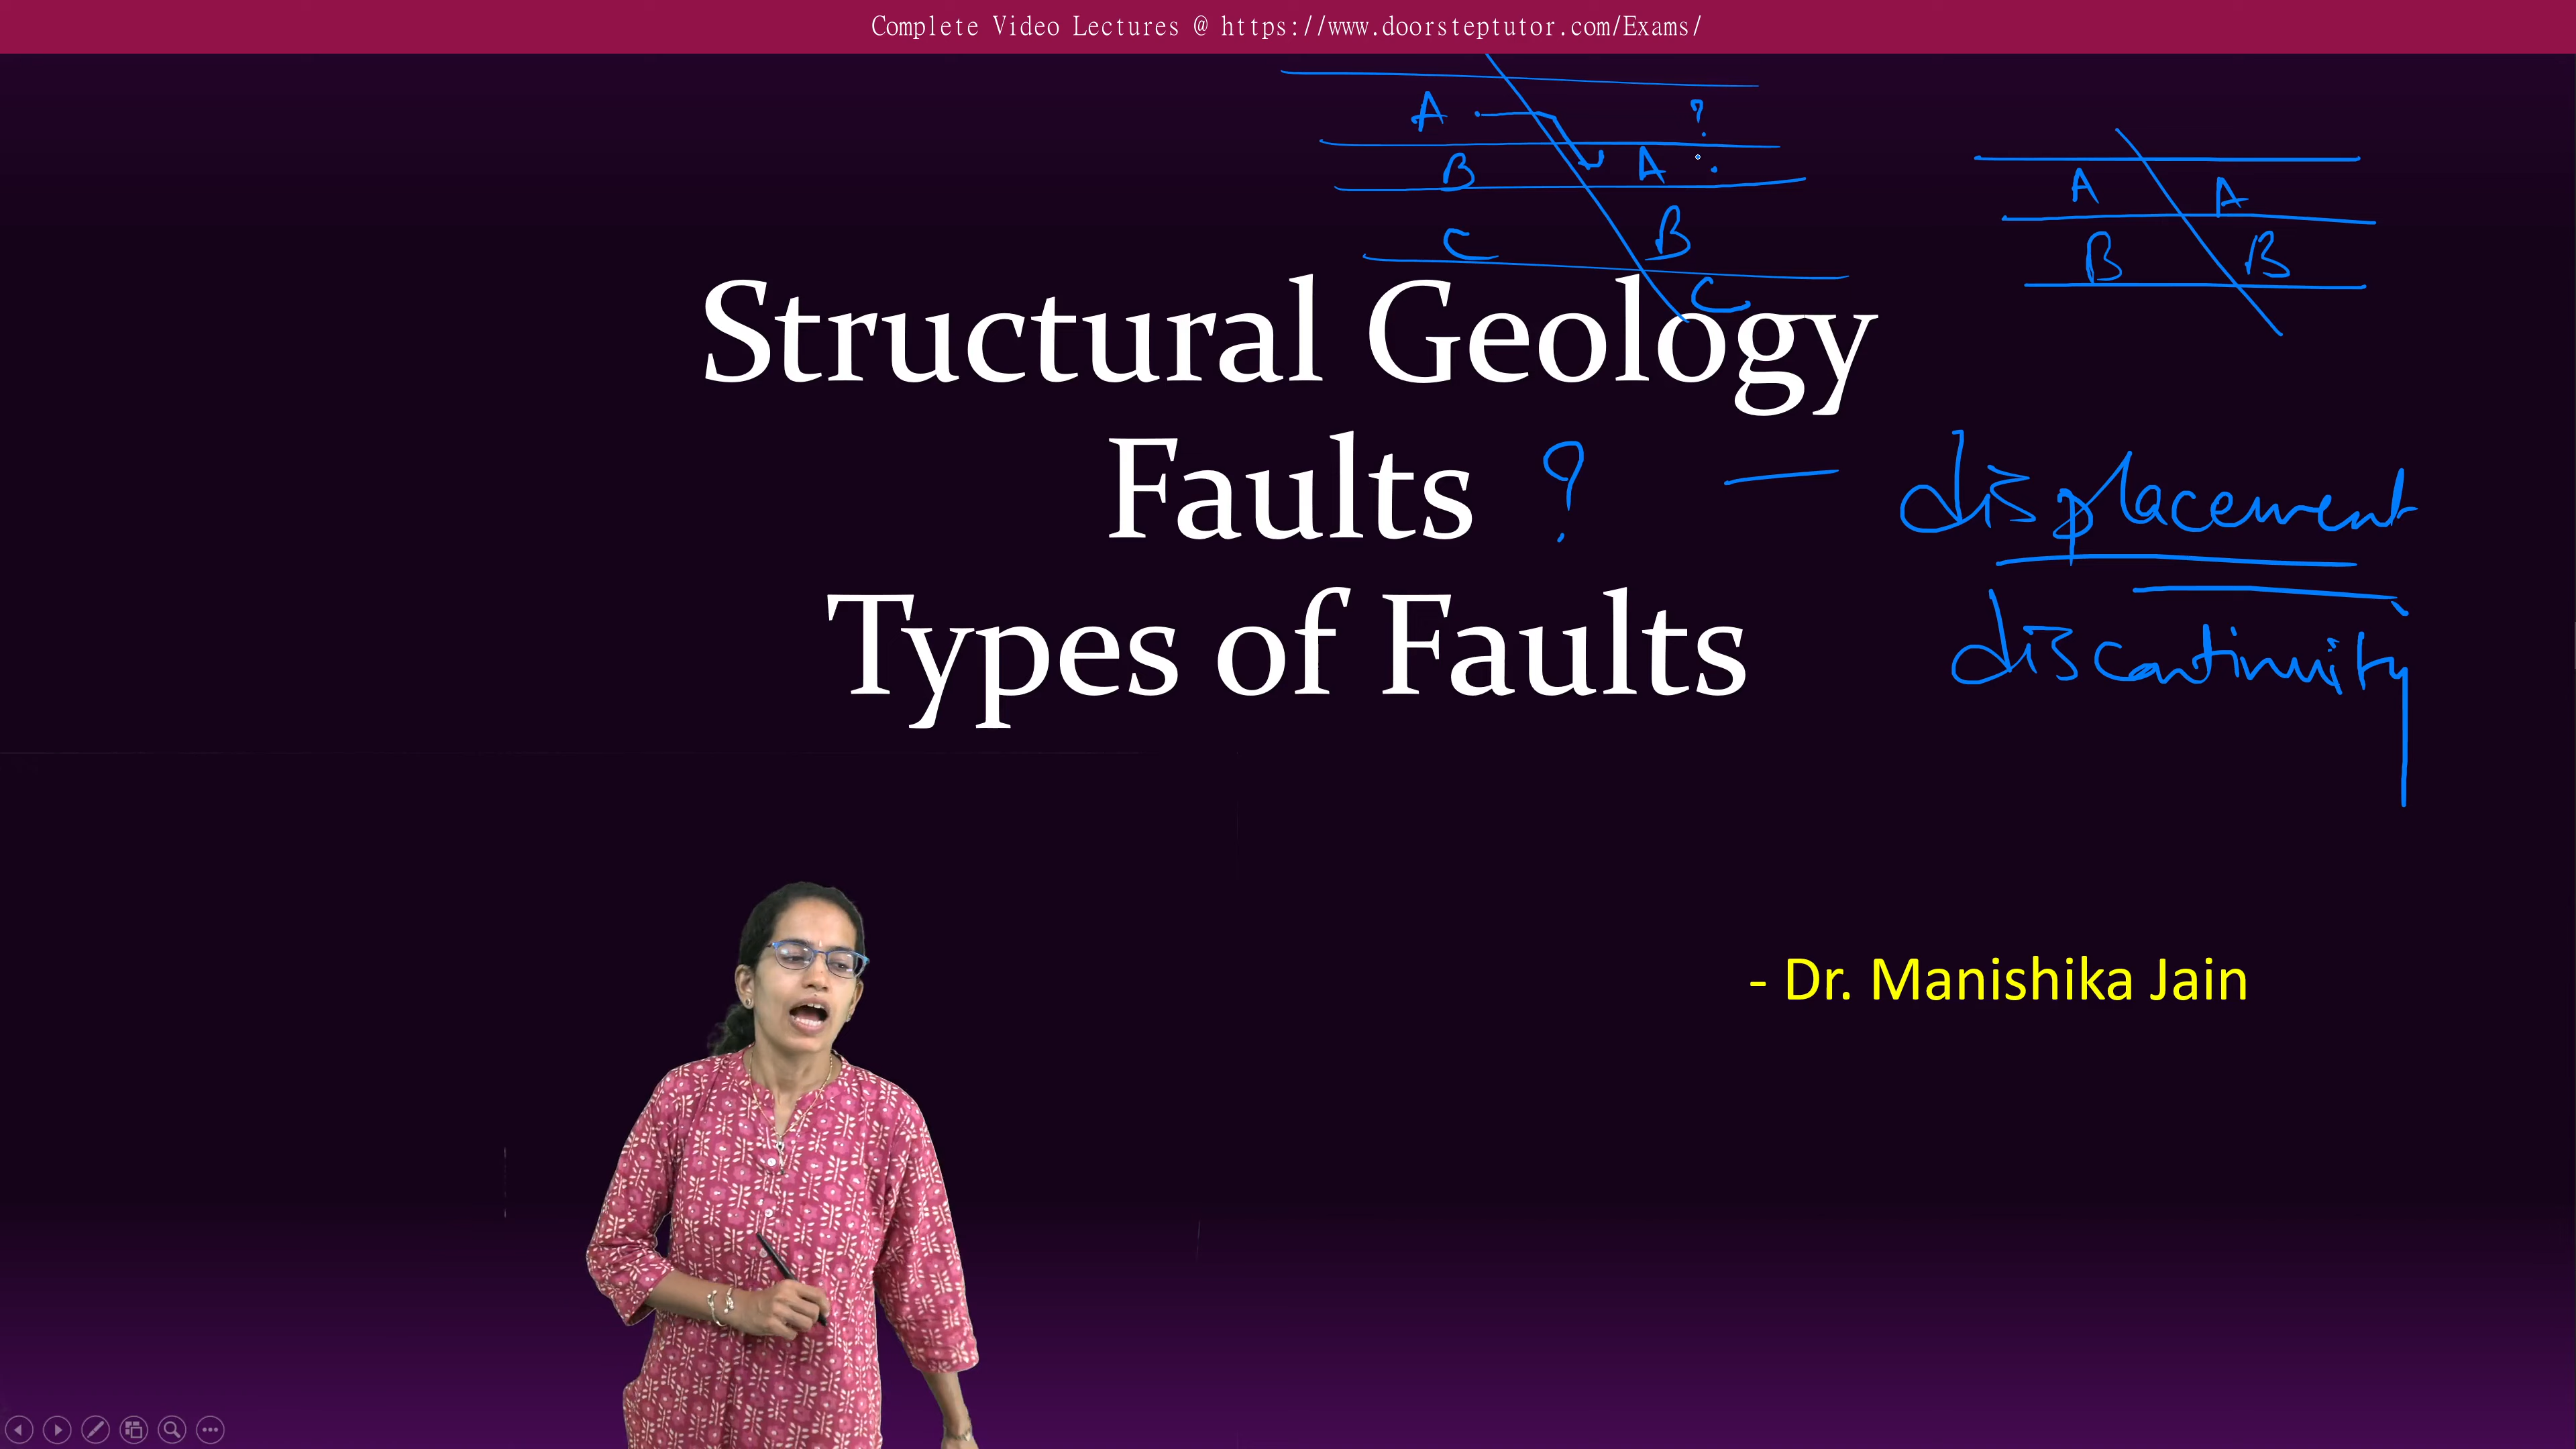 Complete Video Lectures @ https://www.doorsteptutor.com/Exams/
A ?
B A
C B
C
A A
B B
Structural Geology
Faults ? — displacement
Types of Faults
discontinuity
- Dr. Manishika Jain